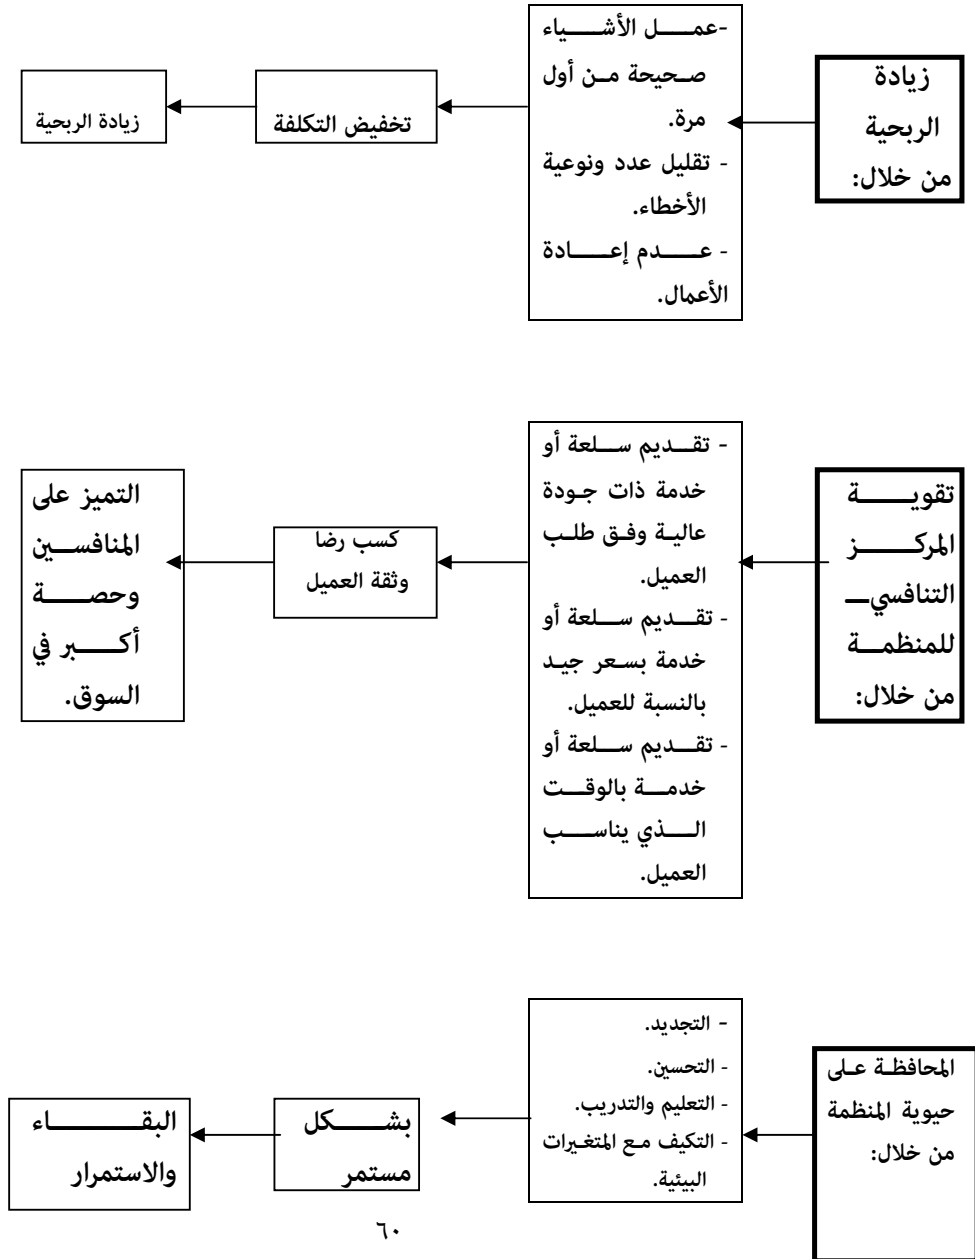 زيادة
الربحية
من خلال:
-عمل الأشياء
صحيحة من أول
مرة.
- تقليل عدد ونوعية
الأخطاء.
- عدم إعادة
الأعمال.
تخفيض التكلفة
زيادة الربحية
تقوية
المركز
التنافسي
للمنظمة
من خلال:
- تقديم سلعة أو
خدمة ذات جودة
عالية وفق طلب
العميل.
- تقديم سلعة أو
خدمة بسعر جيد
بالنسبة للعميل.
- تقديم سلعة أو
خدمة بالوقت
الذي يناسب
العميل.
كسب رضا
وثقة العميل
التميز على
المنافسين
وحصة
أكبر في
السوق.
المحافظة على
حيوية المنظمة
من خلال:
- التجديد.
- التحسين.
- التعليم والتدريب.
- التكيف مع المتغيرات
البيئية.
بشكل
مستمر
البقاء
والاستمرار
٦٠